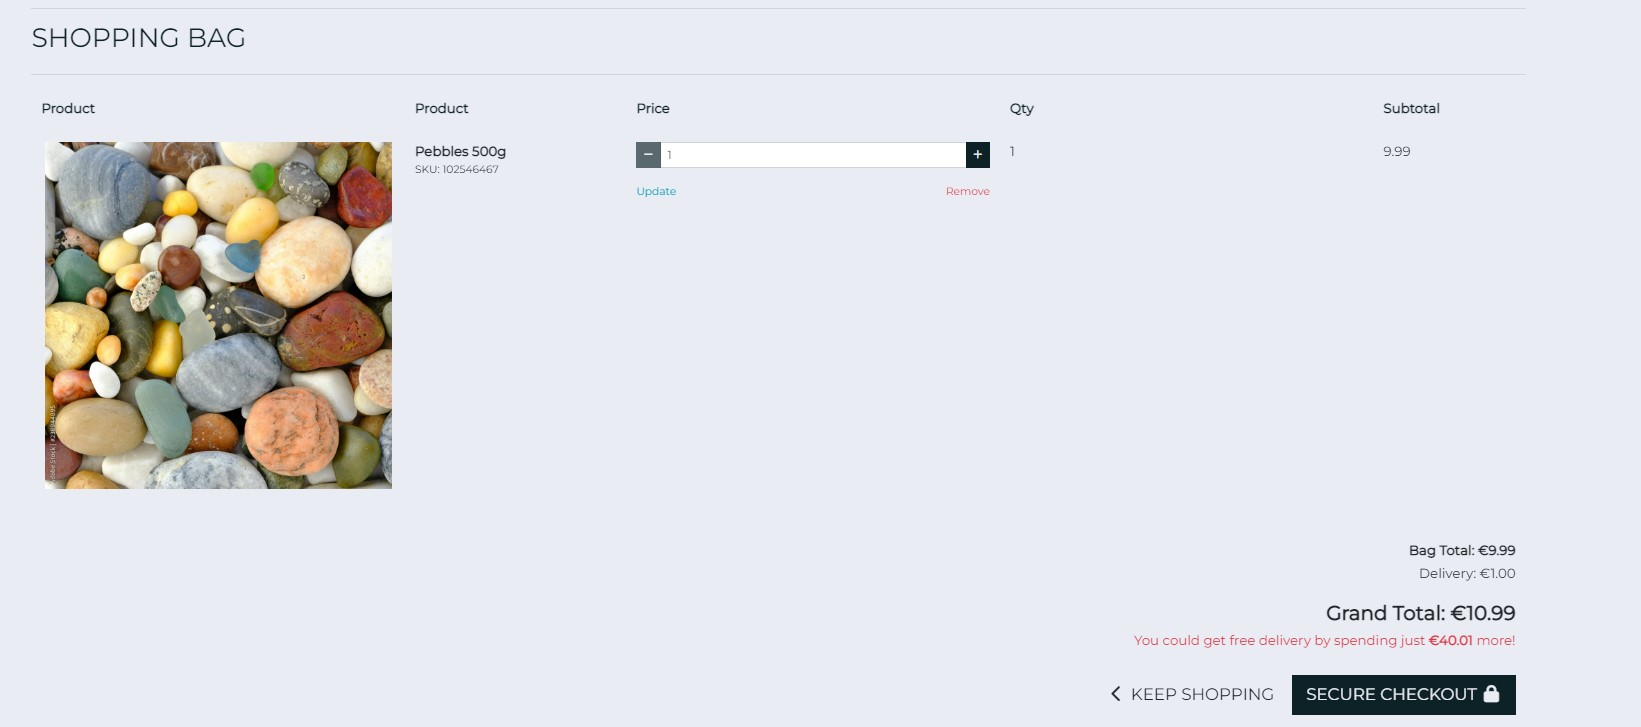 SHOPPING BAG
Product Product Price Qty Subtotal
Pebbles 500g − 1 + 1 9.99
SKU: 102546467
Update Remove
Bag Total: €9.99
Delivery: €1.00
Grand Total: €10.99
You could get free delivery by spending just €40.01 more!
KEEP SHOPPING SECURE CHECKOUT